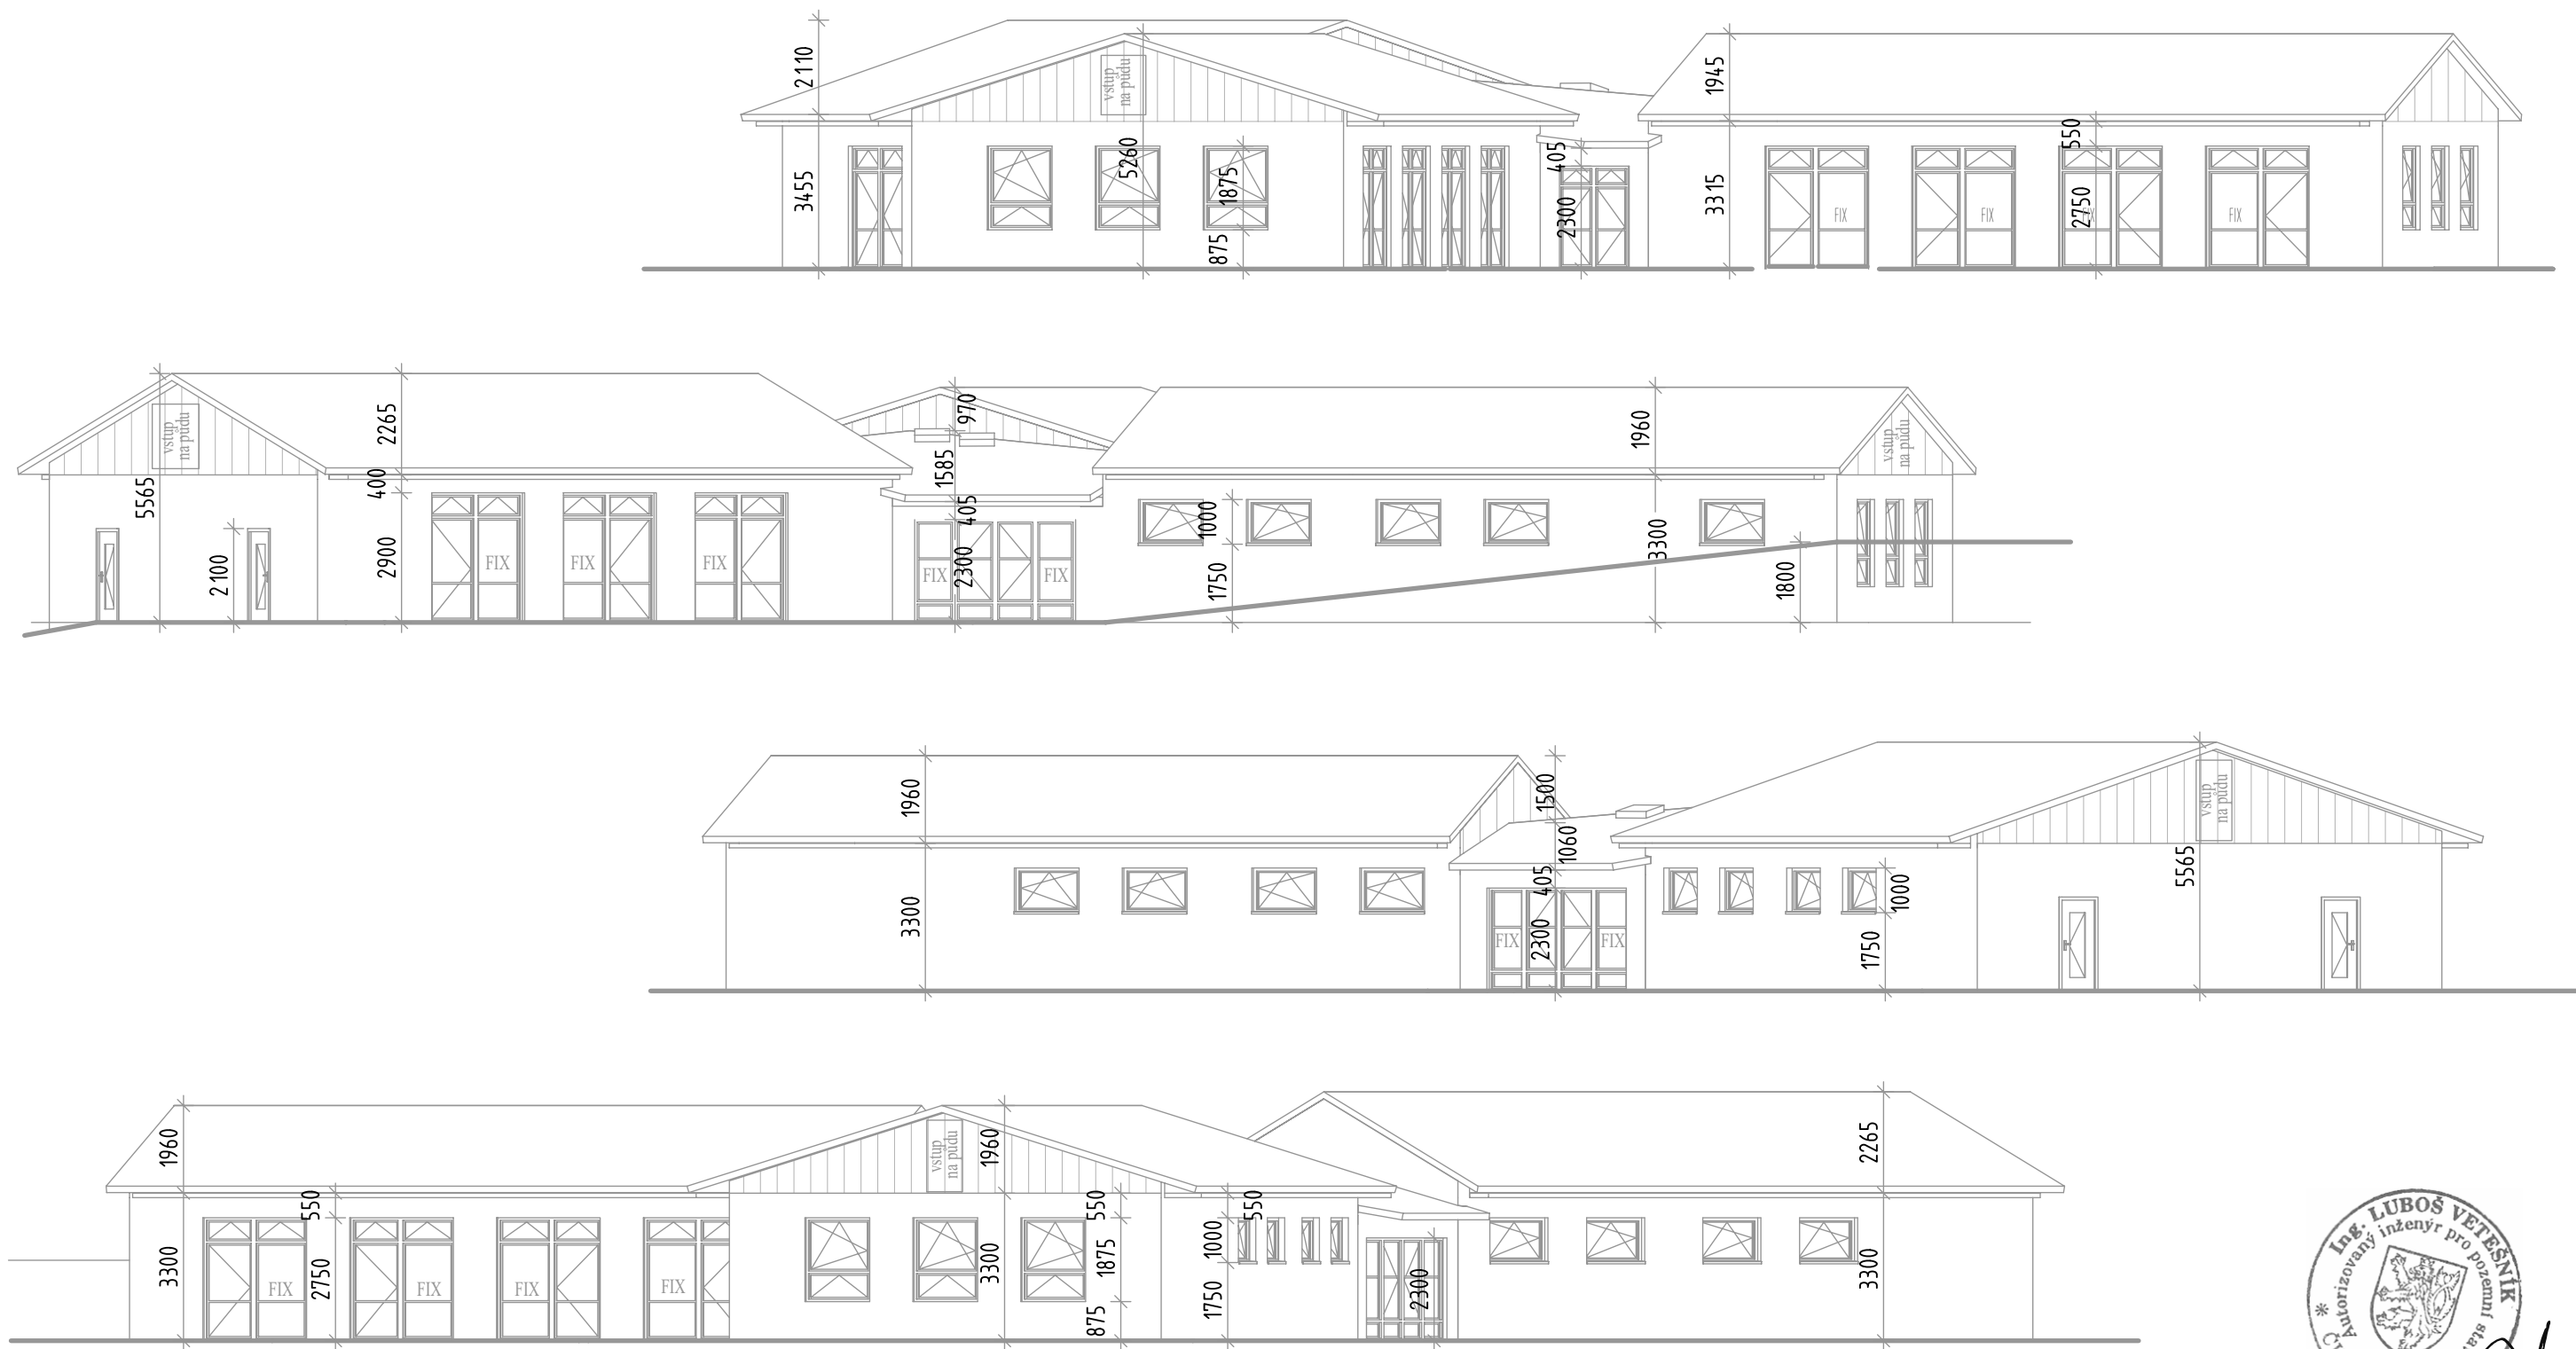 2110
3455
vstup
na půdu
5260
1875
875
405
2300
1945
3315
550
2750
FIX
FIX
FIX
FIX
5565
vstup
na půdu
2100
2265
400
2900
FIX
FIX
FIX
970
1585
405
2300
FIX
FIX
1000
1750
1960
3300
1800
vstup
na půdu
1960
3300
1500
1060
405
2300
FIX
FIX
1000
1750
5565
vstup
na půdu
1960
3300
550
2750
FIX
FIX
FIX
FIX
vstup
na půdu
1960
3300
550
1875
875
550
1000
1750
2300
2265
3300
Ing. LUBOŠ VETEŠNÍK
Autorizovaný inženýr pro pozemní